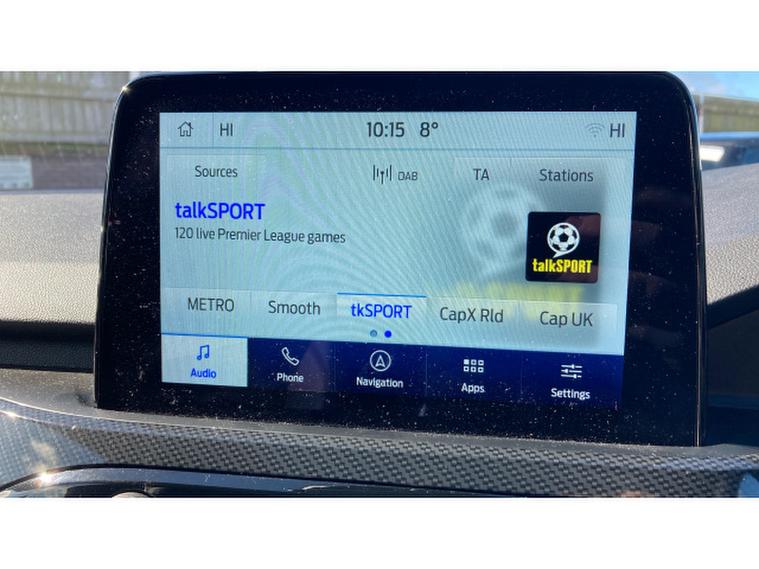 HI 10:15 8° HI
Sources DAB TA Stations
talkSPORT
120 live Premier League games
talkSPORT
METRO Smooth tkSPORT CapX Rld Cap UK
Audio Phone Navigation Apps Settings